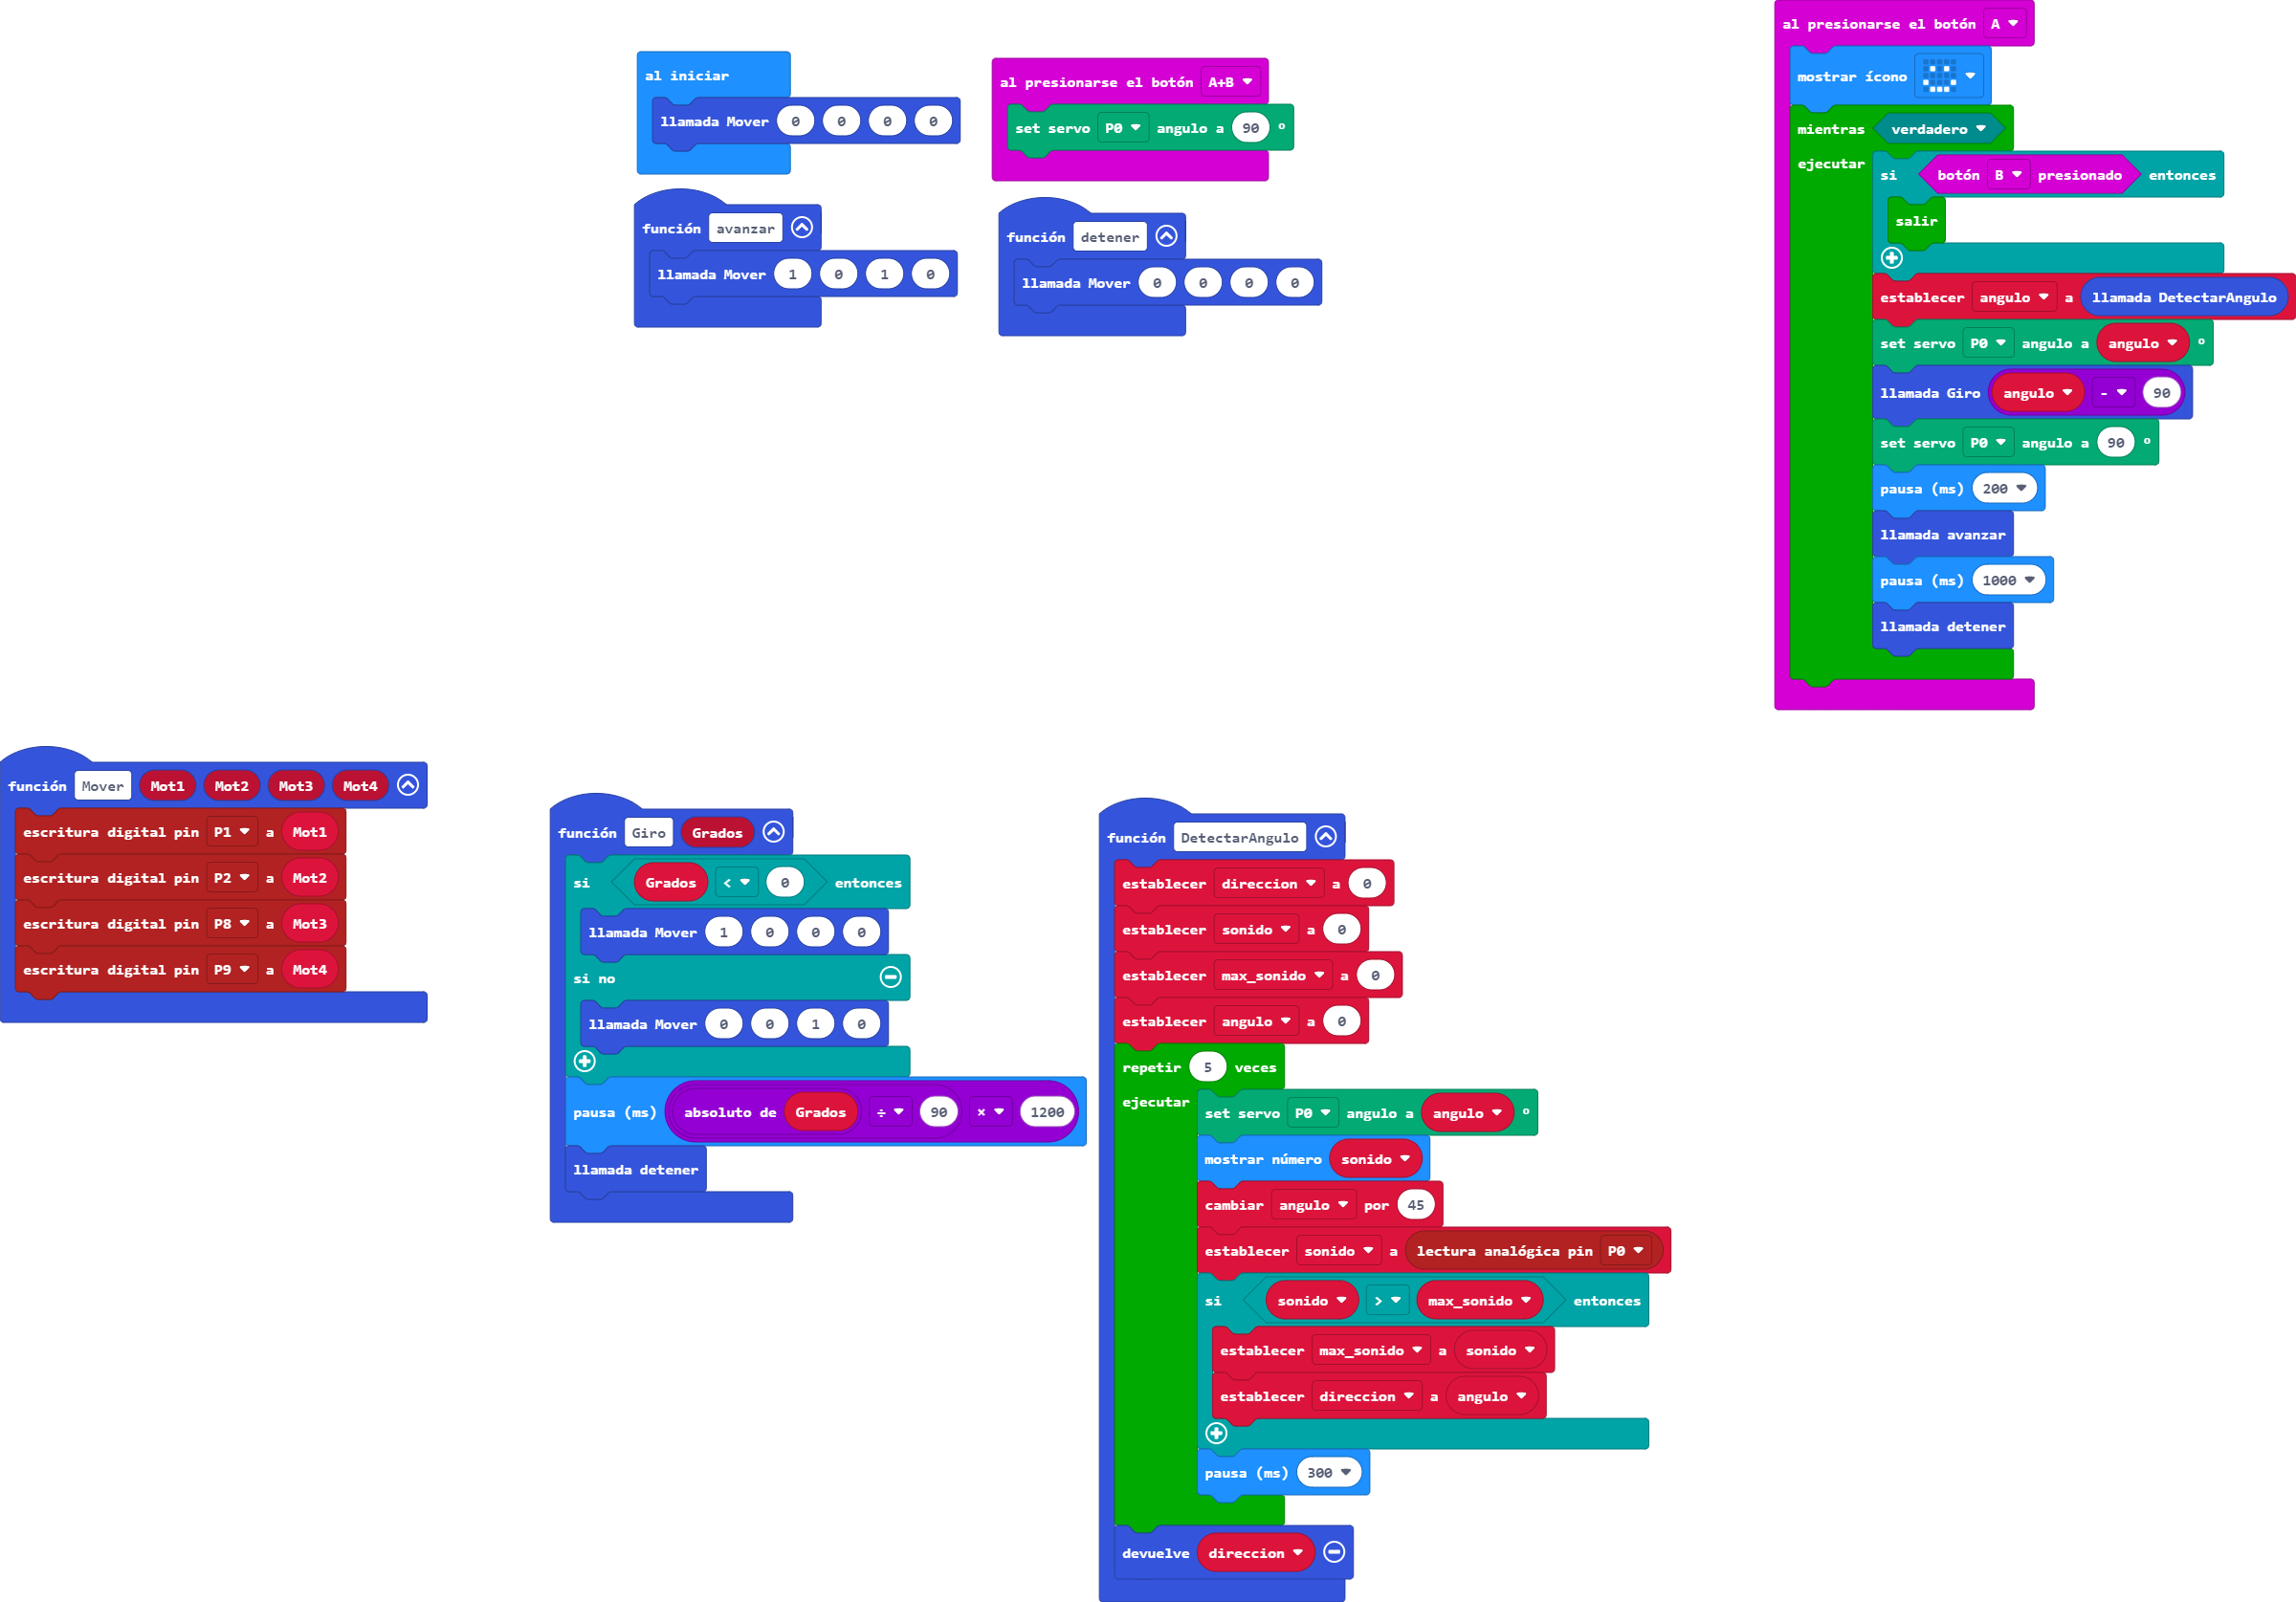 al iniciar
llamada Mover 0 0 0 0
al presionarse el botón A+B
set servo P0 angulo a 90 °
función avanzar
llamada Mover 1 0 1 0
función detener
llamada Mover 0 0 0 0
al presionarse el botón A
mostrar ícono
mientras verdadero
ejecutar
si botón B presionado entonces
salir
establecer angulo a llamada DetectarAngulo
set servo P0 angulo a angulo °
llamada Giro angulo - 90
set servo P0 angulo a 90 °
pausa (ms) 200
llamada avanzar
pausa (ms) 1000
llamada detener
función Mover Mot1 Mot2 Mot3 Mot4
escritura digital pin P1 a Mot1
escritura digital pin P2 a Mot2
escritura digital pin P8 a Mot3
escritura digital pin P9 a Mot4
función Giro Grados
si Grados < 0 entonces
llamada Mover 1 0 0 0
si no
llamada Mover 0 0 1 0
pausa (ms) absoluto de Grados ÷ 90 × 1200
llamada detener
función DetectarAngulo
establecer direccion a 0
establecer sonido a 0
establecer max_sonido a 0
establecer angulo a 0
repetir 5 veces
ejecutar
set servo P0 angulo a angulo °
mostrar número sonido
cambiar angulo por 45
establecer sonido a lectura analógica pin P0
si sonido > max_sonido entonces
establecer max_sonido a sonido
establecer direccion a angulo
pausa (ms) 300
devuelve direccion